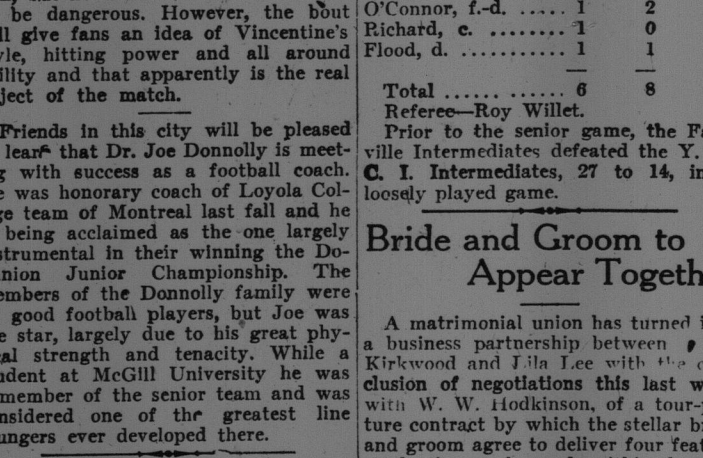 be dangerous. However, the bout
ll give fans an idea of Vincentine's
yle, hitting power and all around
ility and that apparently is the real
ject of the match.
Friends in this city will be pleased
learn that Dr. Joe Donnolly is meet-
g with success as a football coach.
e was honorary coach of Loyola Col-
ge team of Montreal last fall and he
being acclaimed as the one largely
strumental in their winning the Do-
nion Junior Championship. The
embers of the Donnolly family were
good football players, but Joe was
e star, largely due to his great phy-
al strength and tenacity. While a
udent at McGill University he was
member of the senior team and was
nsidered one of the greatest line
ungers ever developed there.
O'Connor, f.-d. ..... 1 2
Richard, c. ........ 1 0
Flood, d. ........... 1 1
Total ............ 6 8
Referee—Roy Willet.
Prior to the senior game, the Fa
ville Intermediates defeated the Y.
C. I. Intermediates, 27 to 14, in
loosely played game.
Bride and Groom to
Appear Togeth
A matrimonial union has turned i
a business partnership between
Kirkwood and Lila Lee with the c
clusion of negotiations this last w
with W. W. Hodkinson, of a tour-
ture contract by which the stellar b
and groom agree to deliver four feat